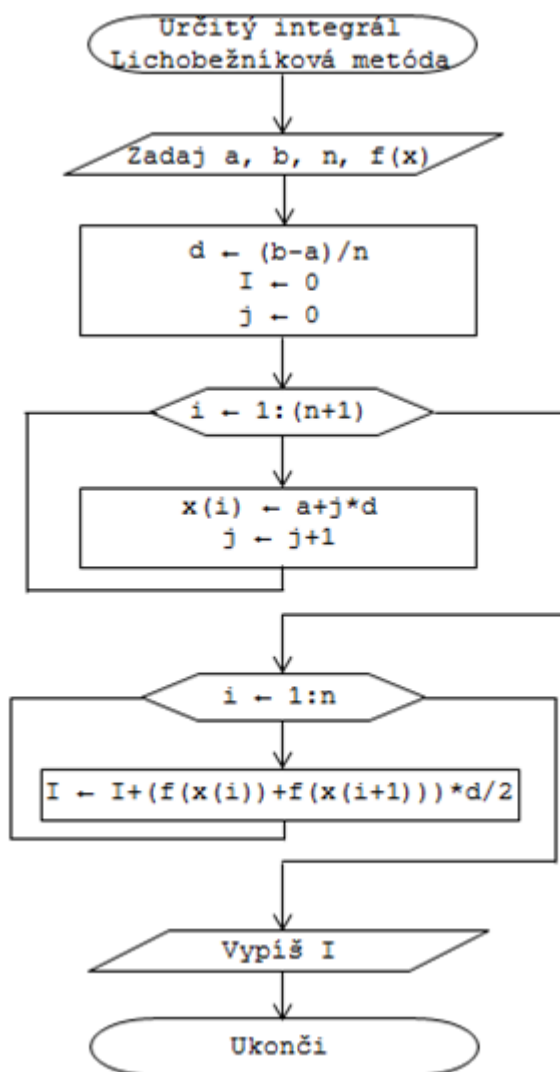 Určitý integrál
Lichobežníková metóda
Zadaj a, b, n, f(x)
d ← (b-a)/n
I ← 0
j ← 0
i ← 1:(n+1)
x(i) ← a+j*d
j ← j+1
i ← 1:n
I ← I+(f(x(i))+f(x(i+1)))*d/2
Vypíš I
Ukonči